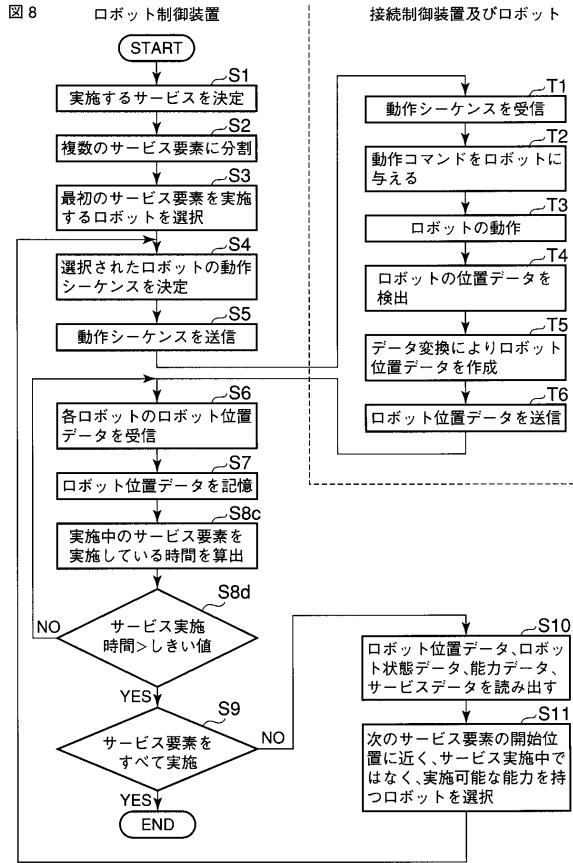 図8
ロボット制御装置
START
S1
実施するサービスを決定
S2
複数のサービス要素に分割
S3
最初のサービス要素を実施
するロボットを選択
S4
選択されたロボットの動作
シーケンスを決定
S5
動作シーケンスを送信
S6
各ロボットのロボット位置
データを受信
S7
ロボット位置データを記憶
S8c
実施中のサービス要素を
実施している時間を算出
S8d
サービス実施
時間>しきい値
NO
YES
S9
サービス要素を
すべて実施
NO
YES
END
接続制御装置及びロボット
T1
動作シーケンスを受信
T2
動作コマンドをロボットに
与える
T3
ロボットの動作
T4
ロボットの位置データを
検出
T5
データ変換によりロボット
位置データを作成
T6
ロボット位置データを送信
S10
ロボット位置データ、ロボッ
ト状態データ、能力データ、
サービスデータを読み出す
S11
次のサービス要素の開始位
置に近く、サービス実施中で
はなく、実施可能な能力を持
つロボットを選択